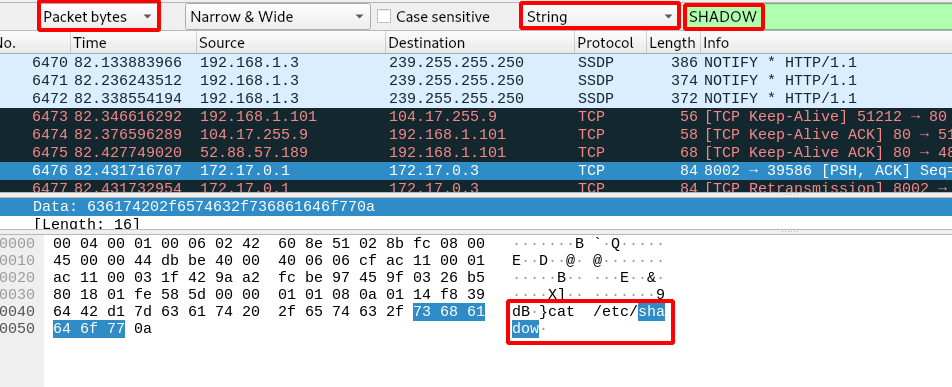 Packet bytes Narrow & Wide Case sensitive String SHADOW
No. Time Source Destination Protocol Length Info
6470 82.133883966 192.168.1.3 239.255.255.250 SSDP 386 NOTIFY * HTTP/1.1
6471 82.236243512 192.168.1.3 239.255.255.250 SSDP 374 NOTIFY * HTTP/1.1
6472 82.338554194 192.168.1.3 239.255.255.250 SSDP 372 NOTIFY * HTTP/1.1
6473 82.346616292 192.168.1.101 104.17.255.9 TCP 56 [TCP Keep-Alive] 51212 → 80
6474 82.376596289 104.17.255.9 192.168.1.101 TCP 58 [TCP Keep-Alive ACK] 80 → 51
6475 82.427749020 52.88.57.189 192.168.1.101 TCP 68 [TCP Keep-Alive ACK] 80 → 48
6476 82.431716707 172.17.0.1 172.17.0.3 TCP 84 8002 → 39586 [PSH, ACK] Seq=
6477 82.431732954 172.17.0.1 172.17.0.3 TCP 84 [TCP Retransmission] 8002 →
Data: 636174202f6574632f736861646f770a
[Length: 16]
0000 00 04 00 01 00 06 02 42 60 8e 51 02 8b fc 08 00 ·······B `·Q·····
0010 45 00 00 44 db be 40 00 40 06 06 cf ac 11 00 01 E··D··@· @·······
0020 ac 11 00 03 1f 42 9a a2 fc be 97 45 9f 03 26 b5 ·····B·· ···E··&·
0030 80 18 01 fe 58 5d 00 00 01 01 08 0a 01 14 f8 39 ····X]·· ·······9
0040 64 42 d1 7d 63 61 74 20 2f 65 74 63 2f 73 68 61 dB·}cat /etc/sha
0050 64 6f 77 0a dow·